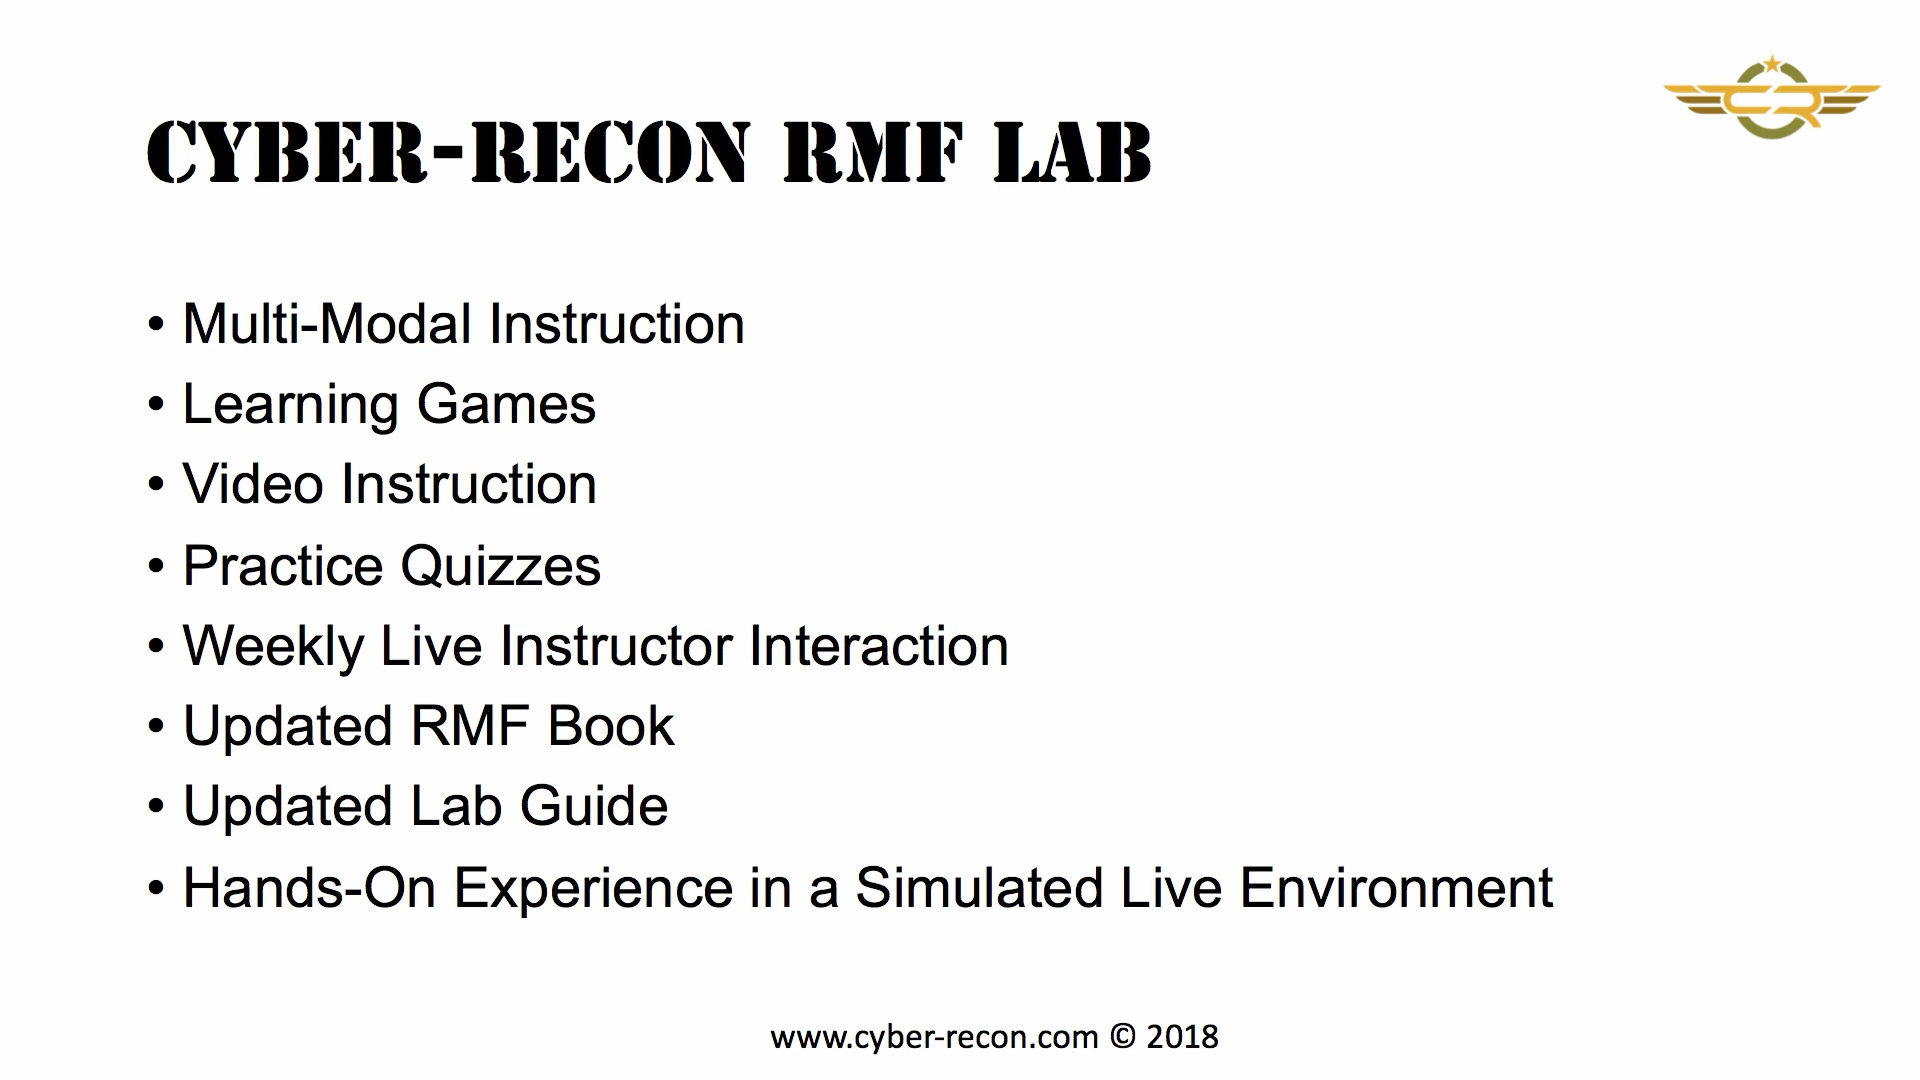 CYBER-RECON RMF LAB
CR
• Multi-Modal Instruction
• Learning Games
• Video Instruction
• Practice Quizzes
• Weekly Live Instructor Interaction
• Updated RMF Book
• Updated Lab Guide
• Hands-On Experience in a Simulated Live Environment
www.cyber-recon.com © 2018